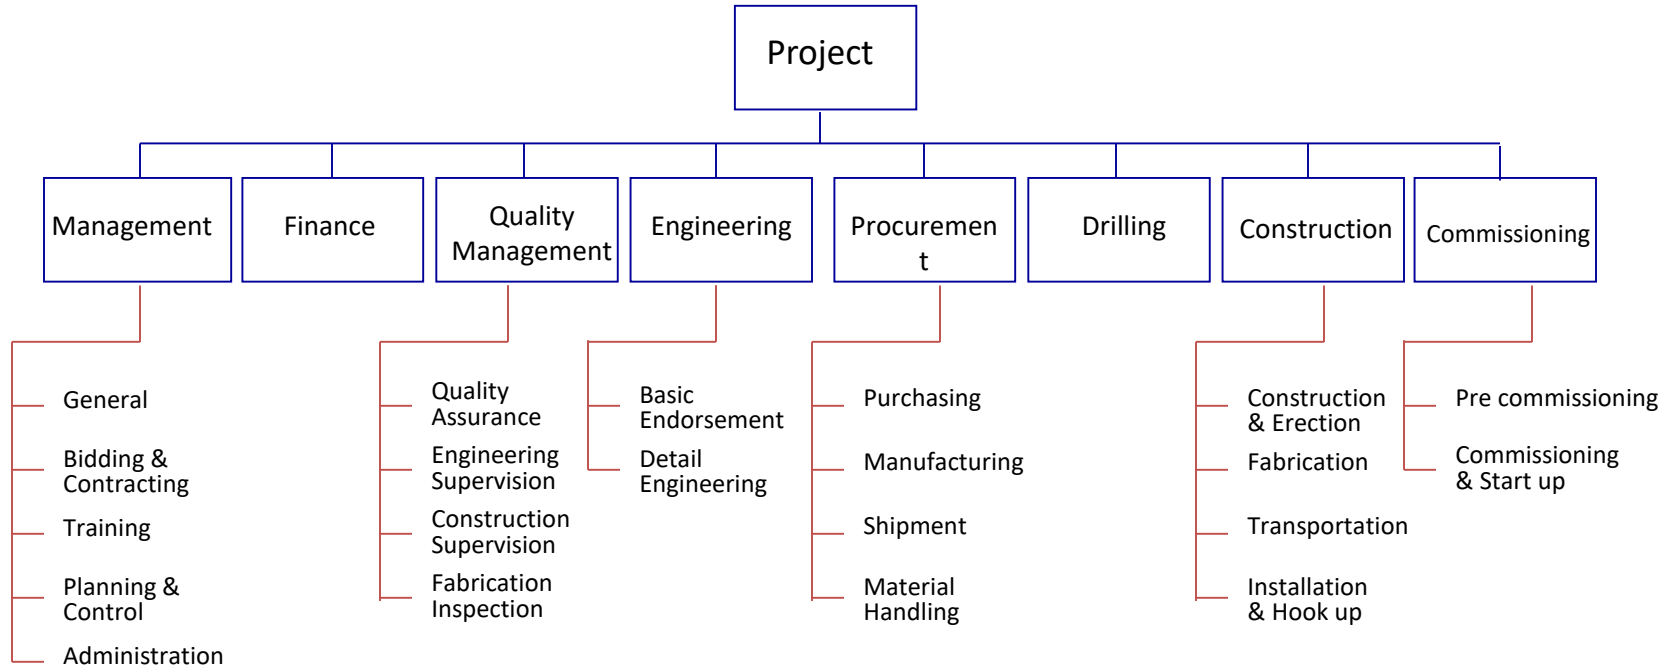 Project
Management
Finance
Quality
Management
Engineering
Procuremen
t
Drilling
Construction
Commissioning
General
Bidding &
Contracting
Training
Planning &
Control
Administration
Quality
Assurance
Engineering
Supervision
Construction
Supervision
Fabrication
Inspection
Basic
Endorsement
Detail
Engineering
Purchasing
Manufacturing
Shipment
Material
Handling
Construction
& Erection
Fabrication
Transportation
Installation
& Hook up
Pre commissioning
Commissioning
& Start up